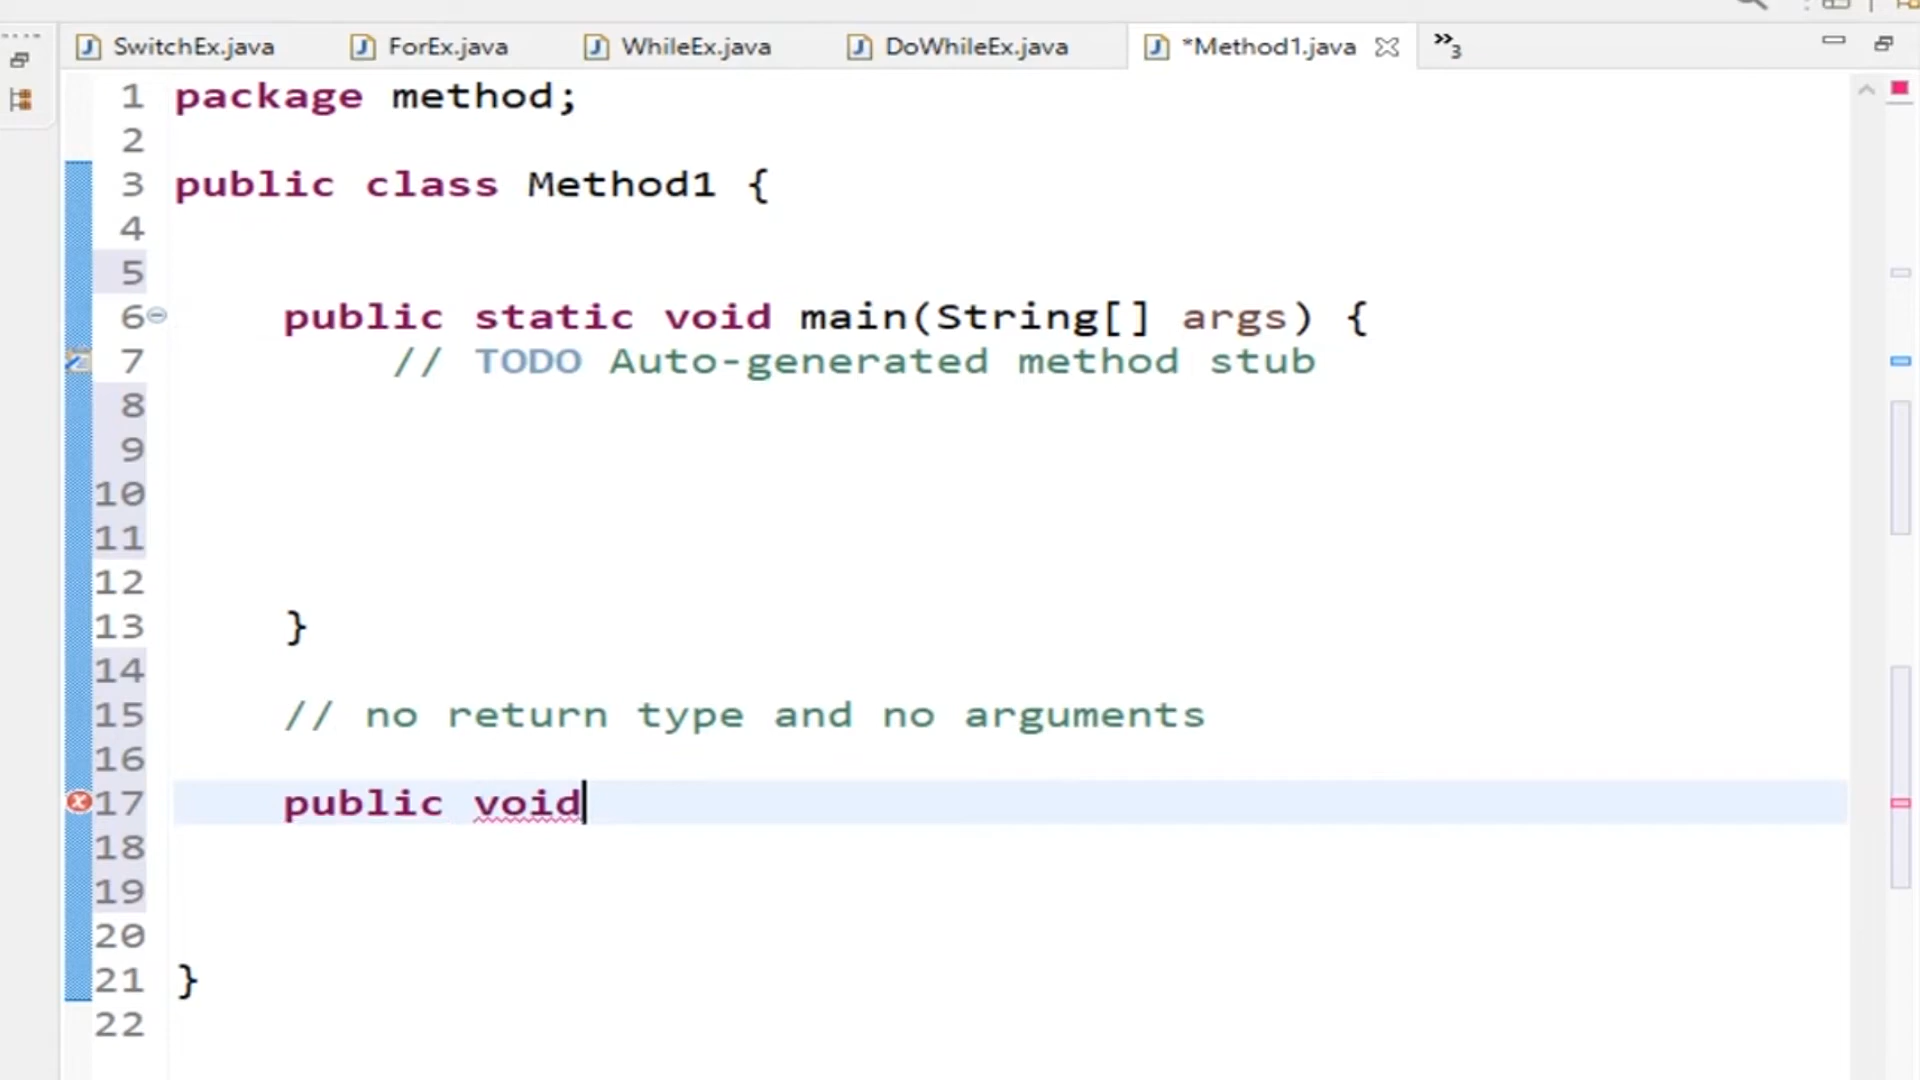 SwitchEx.java ForEx.java WhileEx.java DoWhileEx.java *Method1.java »3
1 package method;
2
3 public class Method1 {
4
5
6 public static void main(String[] args) {
7 // TODO Auto-generated method stub
8
9
10
11
12
13 }
14
15 // no return type and no arguments
16
17 public void
18
19
20
21 }
22